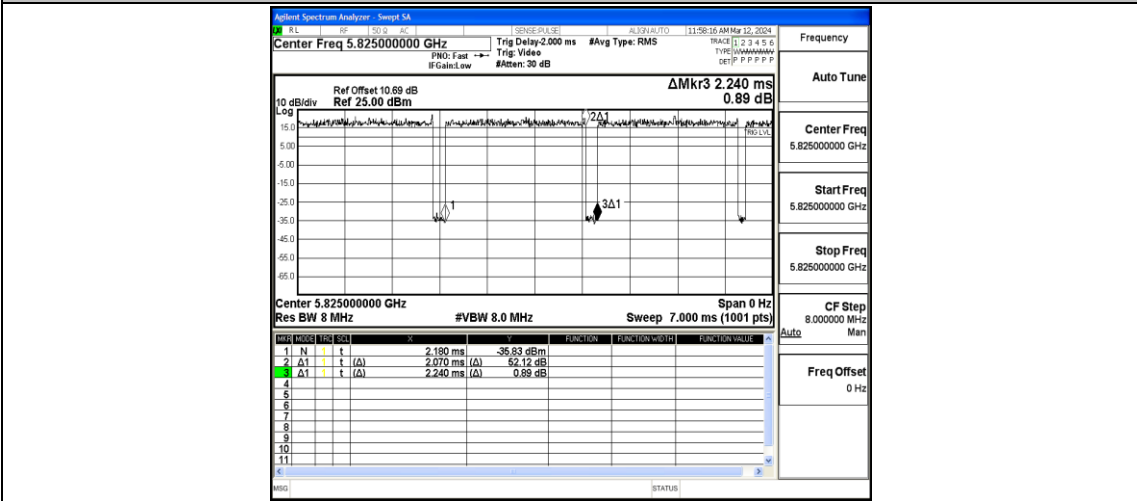 Agilent Spectrum Analyzer - Swept SA
RL RF 50 Ω AC SENSE:PULSE ALIGN AUTO 11:58:16 AM Mar 12, 2024
Center Freq 5.825000000 GHz Trig Delay-2.000 ms #Avg Type: RMS TRACE 1 2 3 4 5 6
PNO: Fast Trig: Video TYPE WWWWWW
IFGain:Low #Atten: 30 dB DET P P P P P P
Frequency
ΔMkr3 2.240 ms
Ref Offset 10.69 dB 0.89 dB
10 dB/div Ref 25.00 dBm
Log
15.0
5.00
-5.00
-15.0
-25.0
-35.0
-45.0
-55.0
-65.0
2Δ1
TRIG LVL
1
3Δ1
Center 5.825000000 GHz Span 0 Hz
Res BW 8 MHz #VBW 8.0 MHz Sweep 7.000 ms (1001 pts)
MKR MODE TRC SCL X Y FUNCTION FUNCTION WIDTH FUNCTION VALUE
1 N 1 t 2.180 ms -35.83 dBm
2 Δ1 1 t (Δ) 2.070 ms (Δ) 52.12 dB
3 Δ1 1 t (Δ) 2.240 ms (Δ) 0.89 dB
4
5
6
7
8
9
10
11
MSG STATUS
Auto Tune
Center Freq
5.825000000 GHz
Start Freq
5.825000000 GHz
Stop Freq
5.825000000 GHz
CF Step
8.000000 MHz
Auto Man
Freq Offset
0 Hz